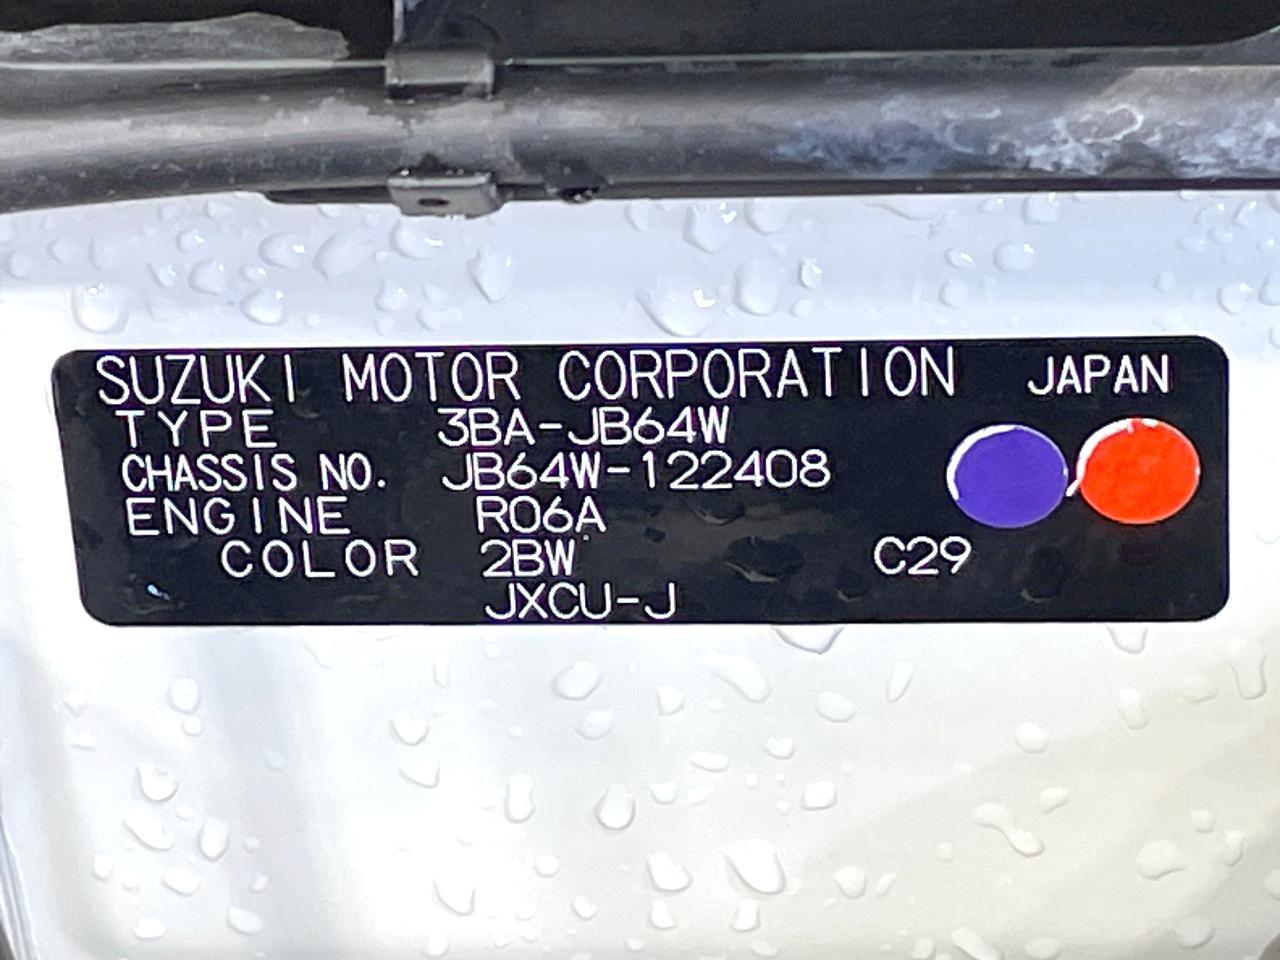 SUZUKI MOTOR CORPORATION JAPAN
TYPE 3BA-JB64W
CHASSIS NO. JB64W-122408
ENGINE R06A
COLOR 2BW C29
JXCU-J